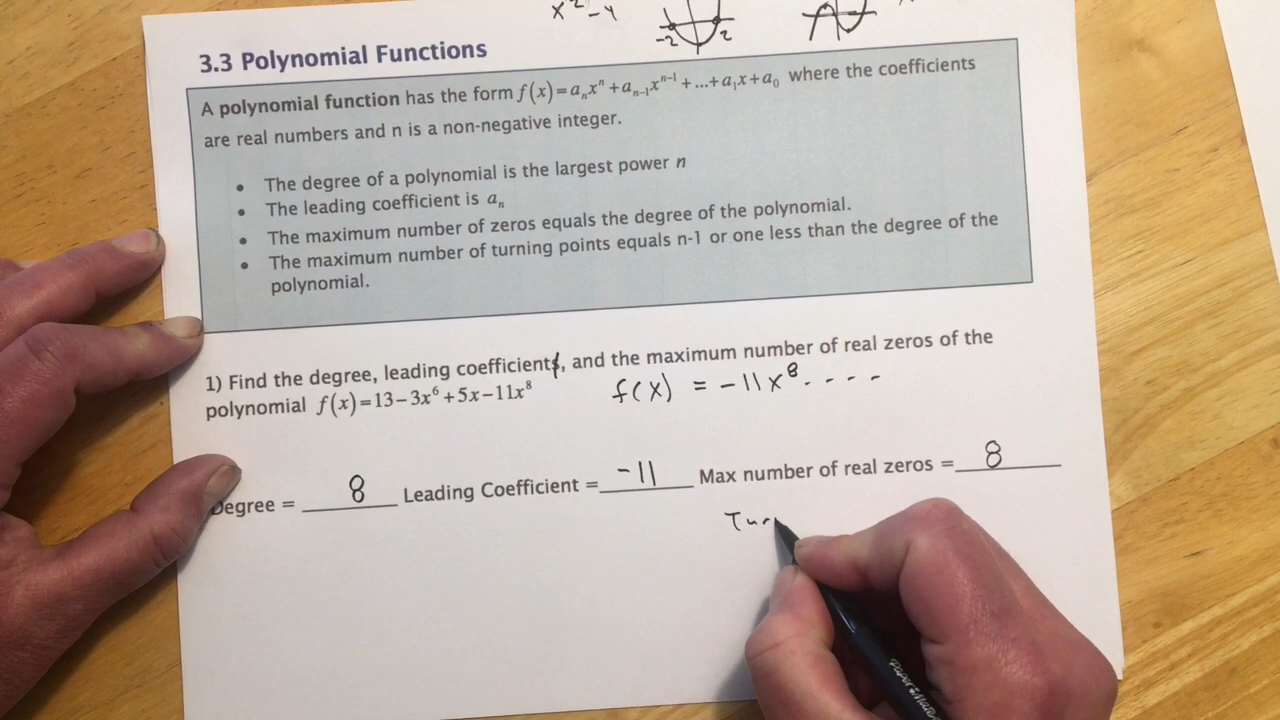 x² - 4
-2 2
3.3 Polynomial Functions
A polynomial function has the form f(x)=aₙxⁿ+aₙ₋₁xⁿ⁻¹+...+a₁x+a₀ where the coefficients
are real numbers and n is a non-negative integer.
• The degree of a polynomial is the largest power n
• The leading coefficient is aₙ
• The maximum number of zeros equals the degree of the polynomial.
• The maximum number of turning points equals n-1 or one less than the degree of the
polynomial.
1) Find the degree, leading coefficients, and the maximum number of real zeros of the
polynomial f(x)=13-3x⁶+5x-11x⁸ f(x) = -11x⁸. - - -
Degree = 8 Leading Coefficient = -11 Max number of real zeros = 8
Tur
PAPER MATE